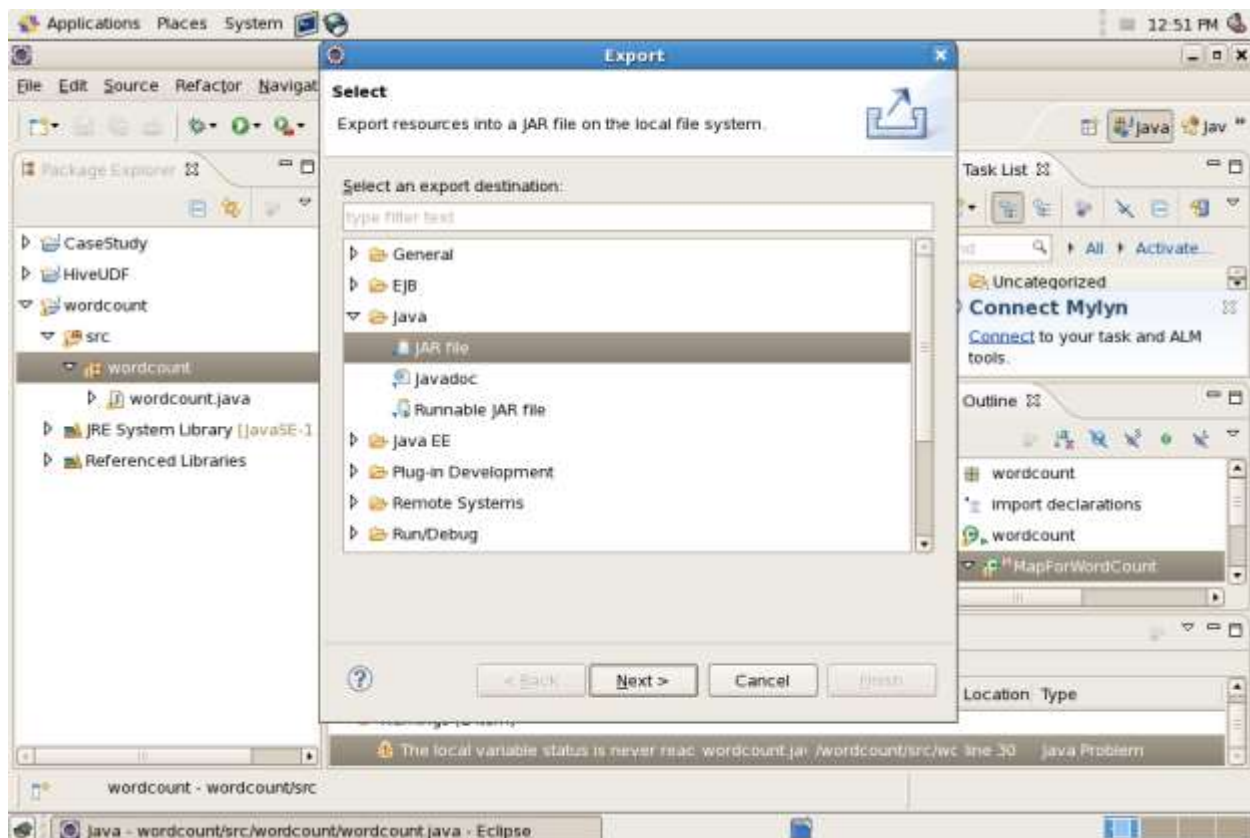 Applications Places System
12:51 PM
Export
File Edit Source Refactor Navigat
Select
Export resources into a JAR file on the local file system.
Java Jav "
Package Explorer
Task List
Select an export destination:
type filter text
CaseStudy
HiveUDF
wordcount
src
wordcount
wordcount.java
JRE System Library [JavaSE-1
Referenced Libraries
General
EJB
Java
JAR file
Javadoc
Runnable JAR file
Java EE
Plug-in Development
Remote Systems
Run/Debug
All Activate...
Uncategorized
Connect Mylyn
Connect to your task and ALM
tools.
Outline
wordcount
import declarations
wordcount
MapForWordCount
< Back Next > Cancel Finish
Location Type
The local variable status is never reac wordcount.ja /wordcount/src/wc line 30 Java Problem
wordcount - wordcount/src
Java - wordcount/src/wordcount/wordcount.java - Eclipse